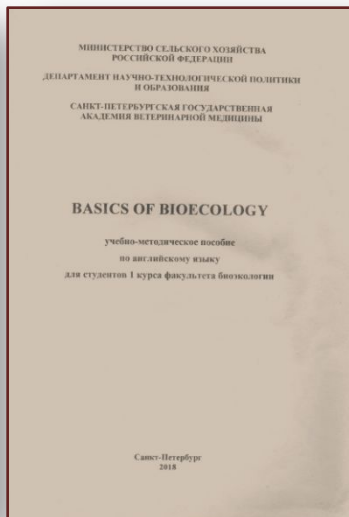 МИНИСТЕРСТВО СЕЛЬСКОГО ХОЗЯЙСТВА
РОССИЙСКОЙ ФЕДЕРАЦИИ
ДЕПАРТАМЕНТ НАУЧНО-ТЕХНОЛОГИЧЕСКОЙ ПОЛИТИКИ
И ОБРАЗОВАНИЯ
САНКТ-ПЕТЕРБУРГСКАЯ ГОСУДАРСТВЕННАЯ
АКАДЕМИЯ ВЕТЕРИНАРНОЙ МЕДИЦИНЫ
BASICS OF BIOECOLOGY
учебно-методическое пособие
по английскому языку
для студентов 1 курса факультета биоэкологии
Санкт-Петербург
2018